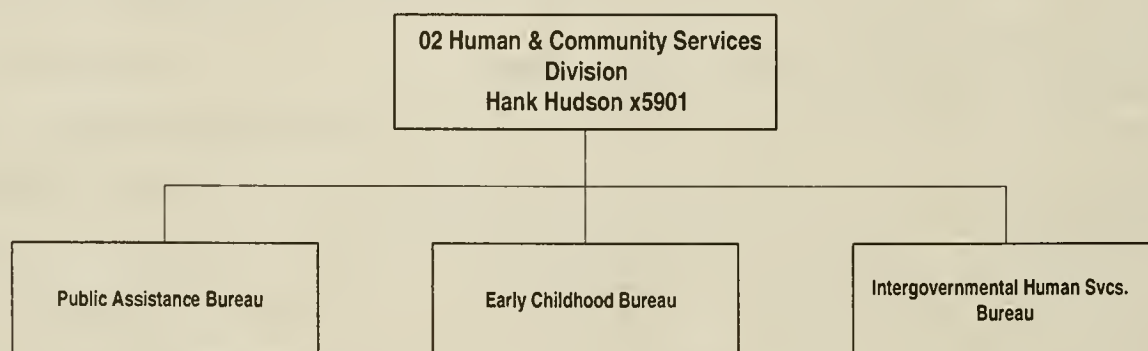 02 Human & Community Services
Division
Hank Hudson x5901
Public Assistance Bureau
Early Childhood Bureau
Intergovernmental Human Svcs.
Bureau